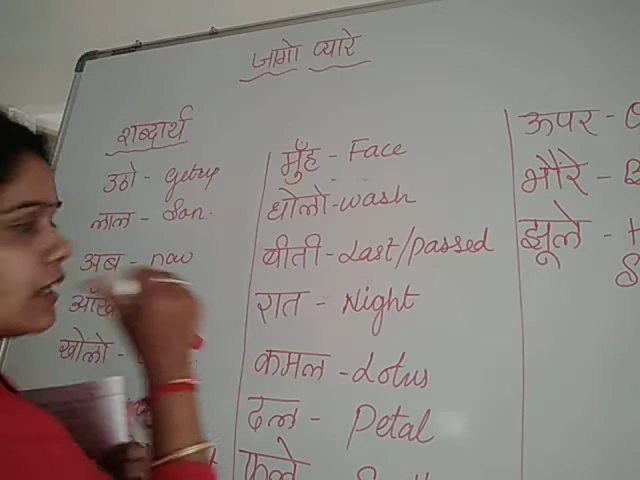 जागो प्यारे
शब्दार्थ
उठो - getup
लाल - Son.
अब - now
आँख
खोलो -
मुँह - Face
धोलो - wash
बीती - Last/passed
रात - Night
कमल - Lotus
दल - Petal
फूले
ऊपर -
भौरे -
झूले -